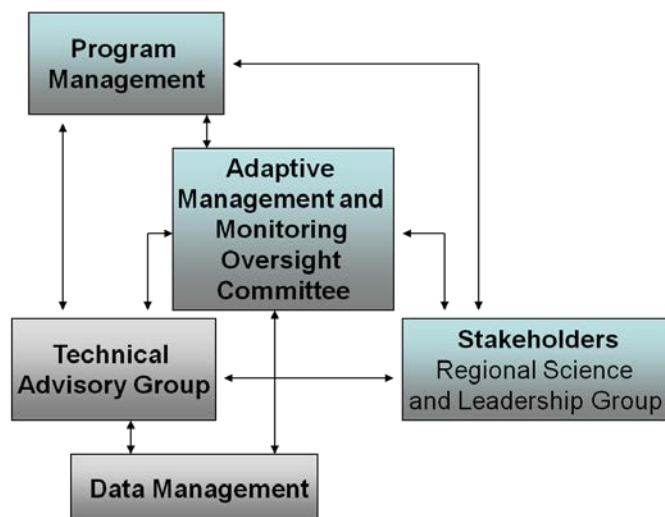 Program
Management
Adaptive
Management and
Monitoring
Oversight
Committee
Technical
Advisory Group
Stakeholders
Regional Science
and Leadership Group
Data Management